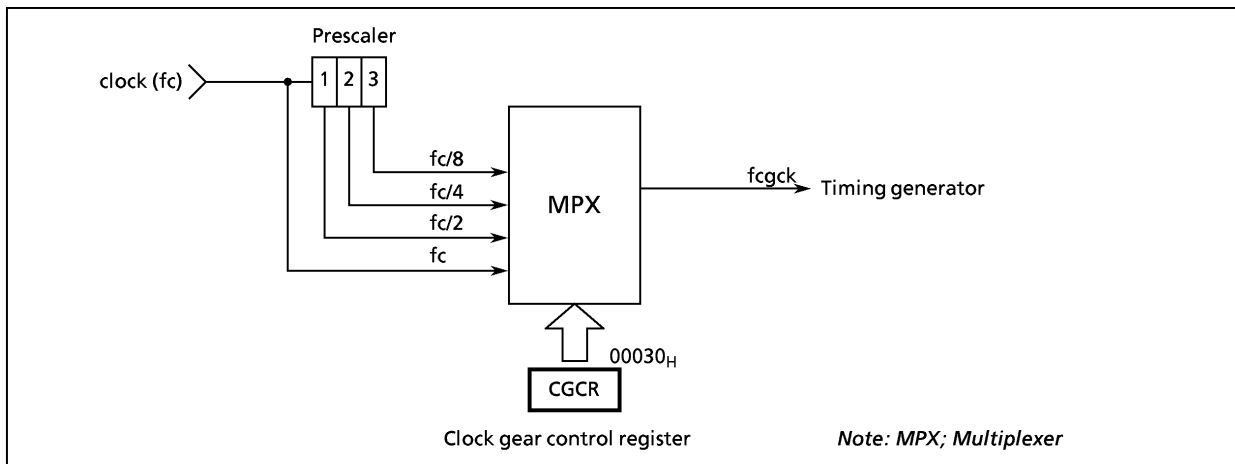 Prescaler
clock (fc)
1 2 3
fc/8
fc/4
fc/2
fc
MPX
fcgck
Timing generator
00030H
CGCR
Clock gear control register
Note: MPX; Multiplexer